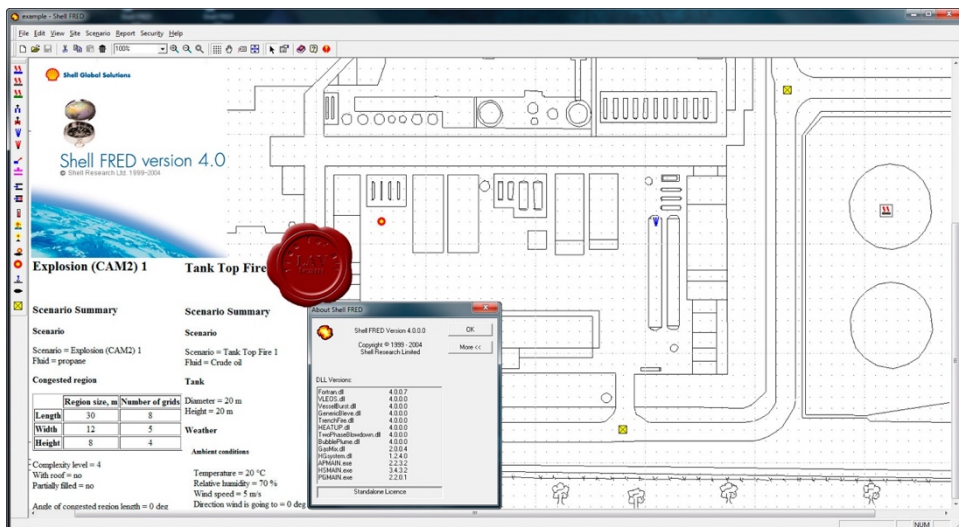 example - Shell FRED
File Edit View Site Scenario Report Security Help
100%
Shell Global Solutions
Shell FRED version 4.0
© Shell Research Ltd. 1999-2004
LAV
team
Explosion (CAM2) 1
Scenario Summary
Scenario
Scenario = Explosion (CAM2) 1
Fluid = propane
Congested region
Region size, m Number of grids
Length 30 8
Width 12 5
Height 8 4
Complexity level = 4
With roof = no
Partially filled = no
Angle of congested region length = 0 deg
Tank Top Fire
Scenario Summary
Scenario
Scenario = Tank Top Fire 1
Fluid = Crude oil
Tank
Diameter = 20 m
Height = 20 m
Weather
Ambient conditions
Temperature = 20 °C
Relative humidity = 70 %
Wind speed = 5 m/s
Direction wind is going to = 0 deg
About Shell FRED
Shell FRED Version 4.0.0.0
OK
Copyright © 1999 - 2004
Shell Research Limited
More <<
DLL Versions:
Fortran.dll 4.0.0.7
VLEOS.dll 4.0.0.0
VesselBurst.dll 4.0.0.0
GenericBleve.dll 4.0.0.0
TrenchFire.dll 4.0.0.0
HEATUP.dll 4.0.0.0
TwoPhaseBlowdown.dll 4.0.0.0
BubblePlume.dll 4.0.0.0
GasMix.dll 2.0.0.4
HGsystem.dll 1.2.4.0
APMAIN.exe 2.2.3.2
HSMAIN.exe 3.4.3.2
PGMAIN.exe 2.2.0.1
Standalone Licence
NUM